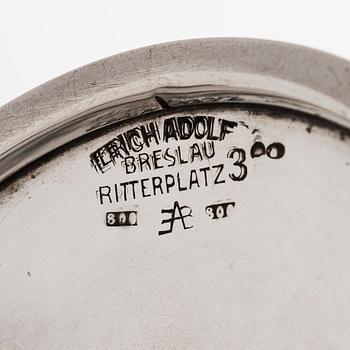 ERICH ADOLF
BRESLAU
RITTERPLATZ 3
800 800